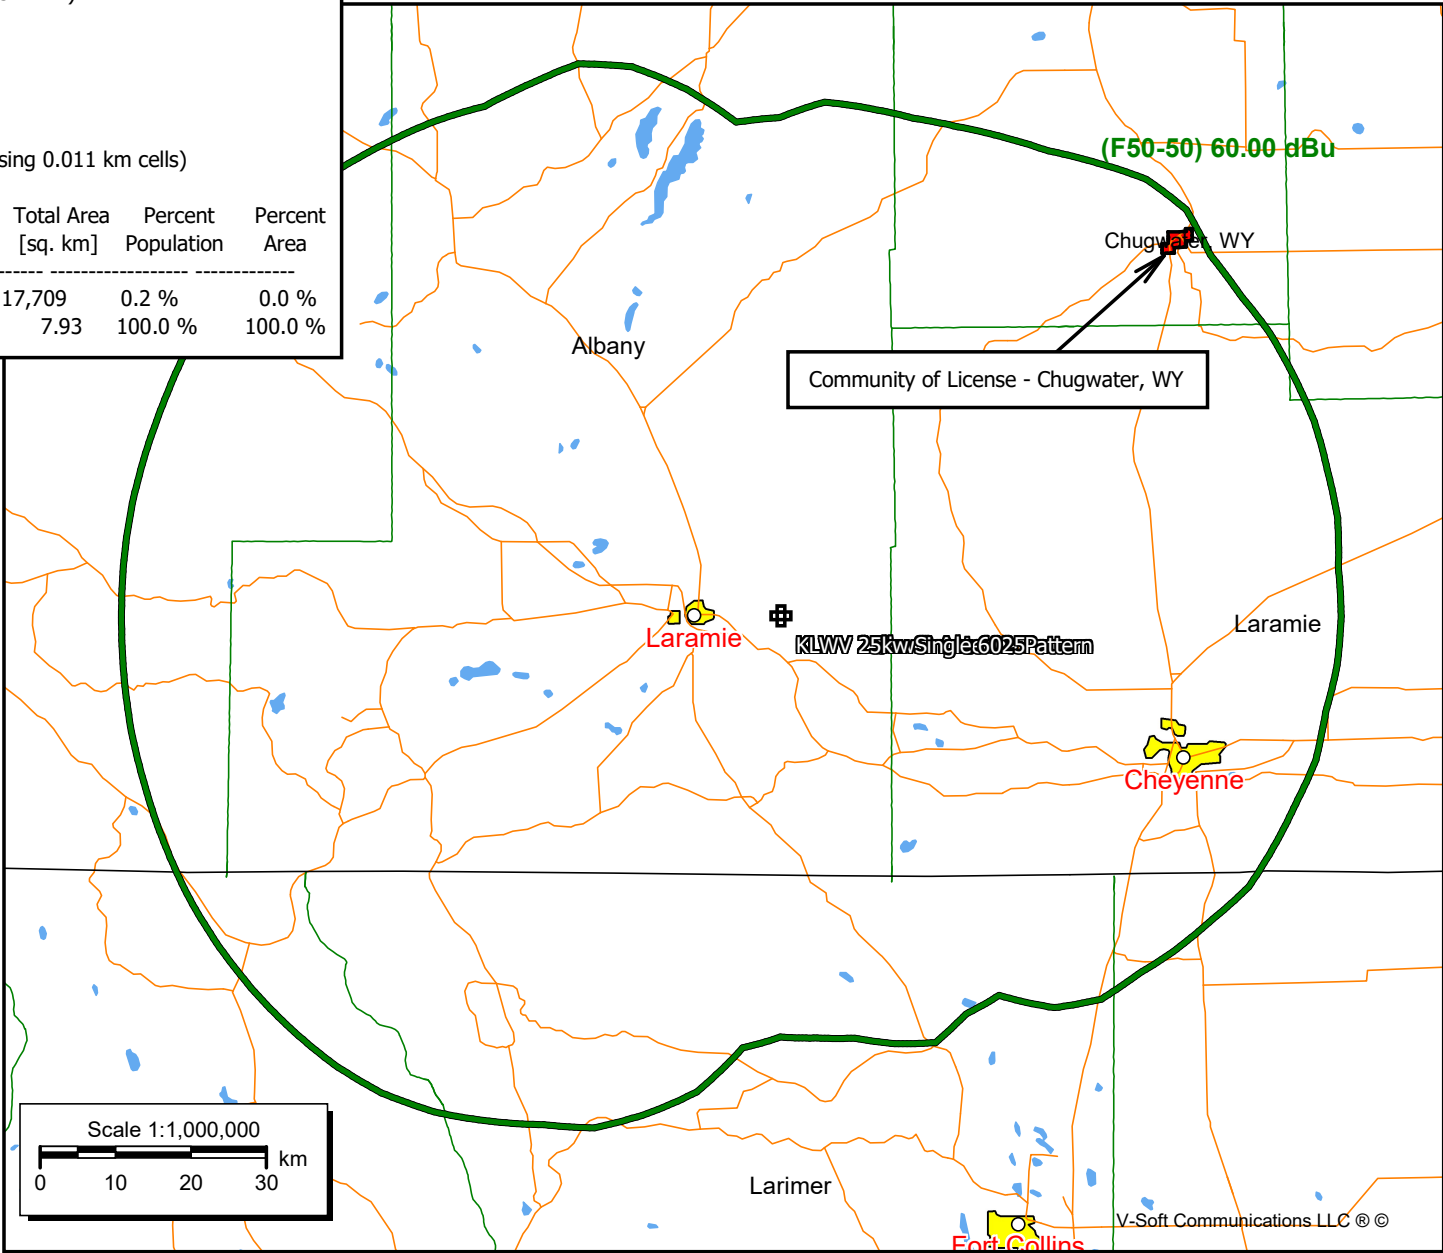 sing 0.011 km cells)
Total Area Percent Percent
[sq. km] Population Area
------ ------------------- --------------
17,709 0.2 % 0.0 %
7.93 100.0 % 100.0 %
(F50-50) 60.00 dBu
Chugwater, WY
Albany
Community of License - Chugwater, WY
Laramie
Laramie
KLWV 25kw Single 6025 Pattern
Cheyenne
Scale 1:1,000,000
km
0 10 20 30
Larimer
V-Soft Communications LLC ® ©
Fort Collins